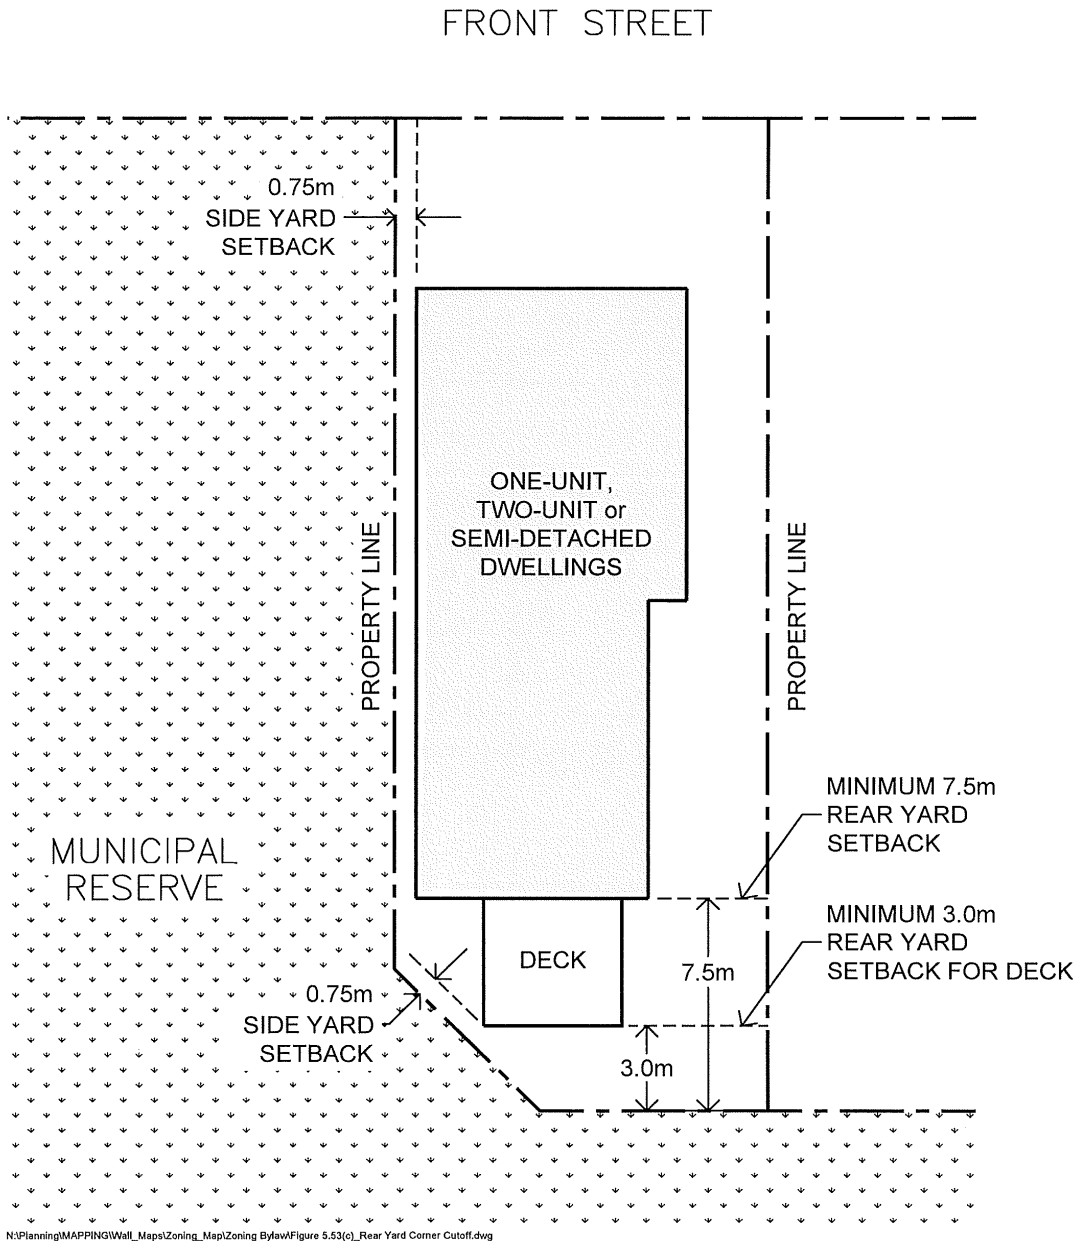 FRONT STREET
0.75m
SIDE YARD
SETBACK
ONE-UNIT,
TWO-UNIT or
SEMI-DETACHED
DWELLINGS
PROPERTY LINE
PROPERTY LINE
MINIMUM 7.5m
REAR YARD
SETBACK
MUNICIPAL
RESERVE
MINIMUM 3.0m
REAR YARD
SETBACK FOR DECK
DECK
7.5m
0.75m
SIDE YARD
SETBACK
3.0m
N:\Planning\MAPPING\Wall_Maps\Zoning_Map\Zoning Bylaw\Figure 5.53(c)_Rear Yard Corner Cutoff.dwg